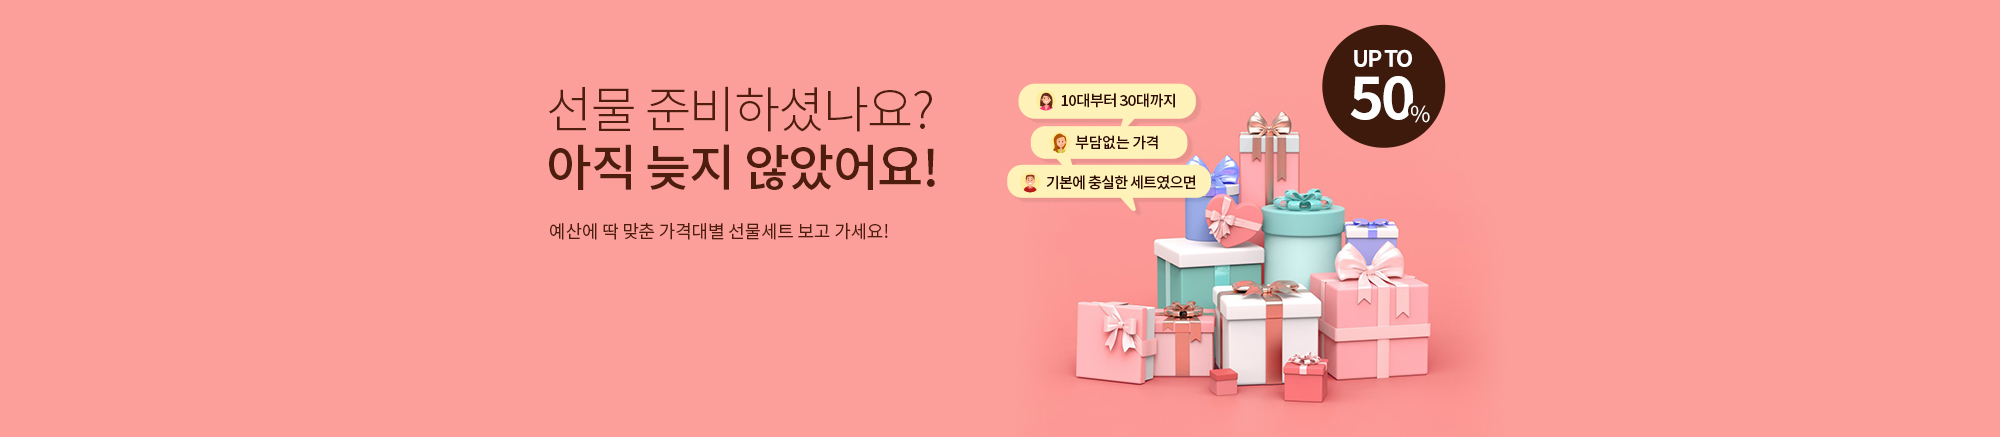 선물 준비하셨나요?
아직 늦지 않았어요!
예산에 딱 맞춘 가격대별 선물세트 보고 가세요!
10대부터 30대까지
부담없는 가격
기본에 충실한 세트였으면
UP TO
50%